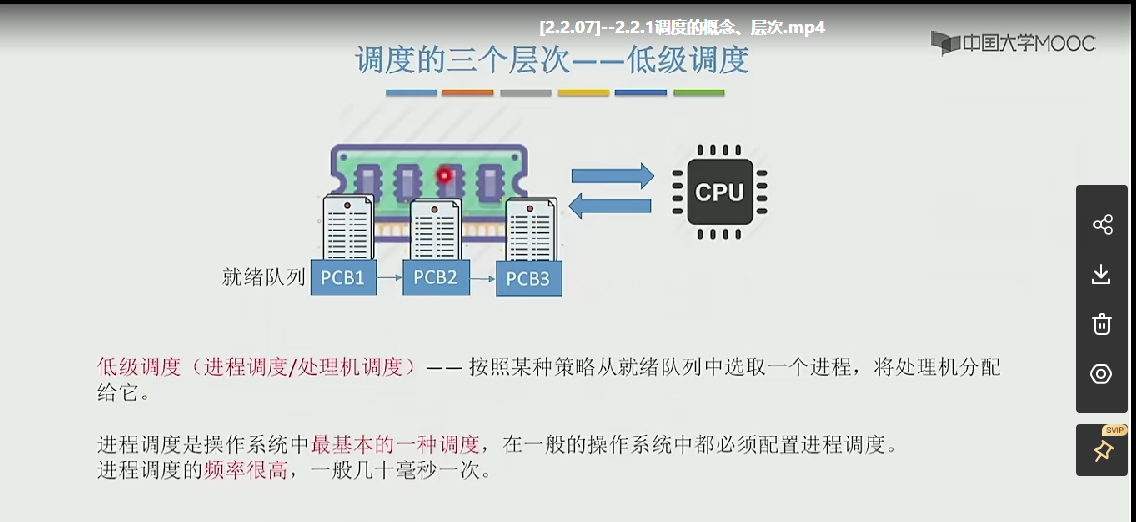 [2.2.07]--2.2.1调度的概念、层次.mp4
中国大学MOOC
调度的三个层次——低级调度
CPU
就绪队列
PCB1
PCB2
PCB3
低级调度（进程调度/处理机调度）—— 按照某种策略从就绪队列中选取一个进程，将处理机分配
给它。
进程调度是操作系统中最基本的一种调度，在一般的操作系统中都必须配置进程调度。
进程调度的频率很高，一般几十毫秒一次。
SVIP